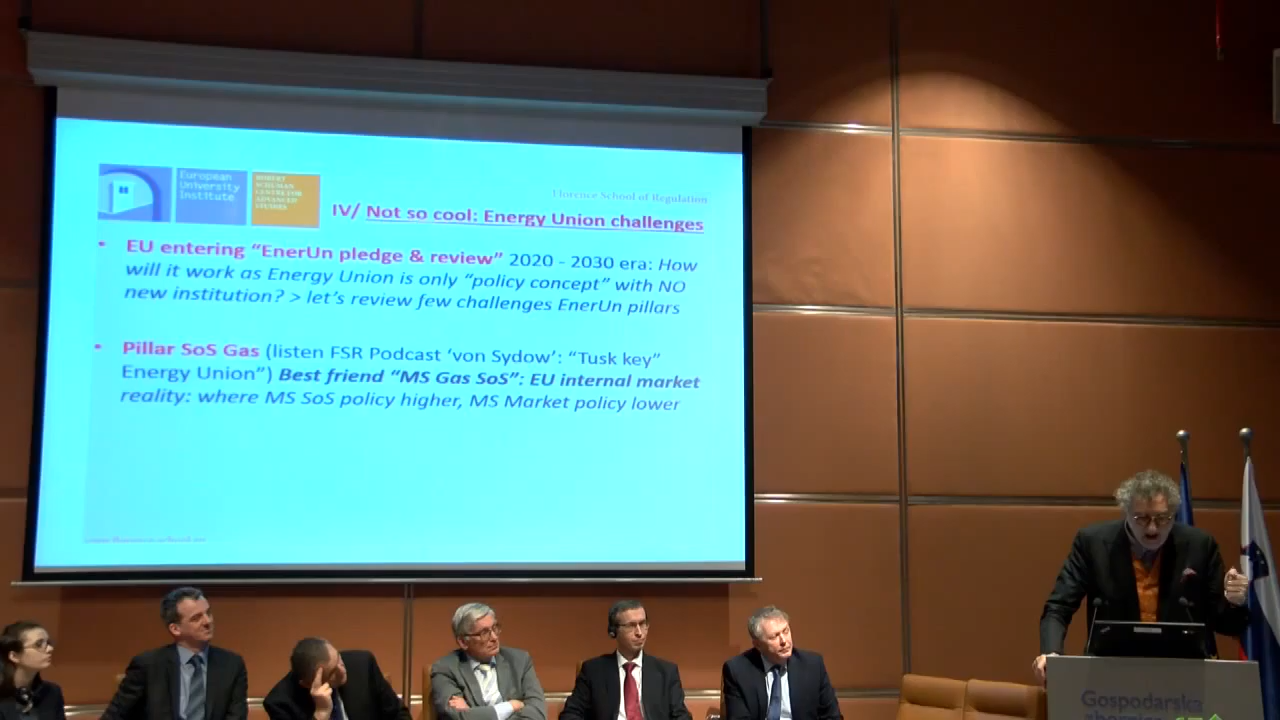 European
University
Institute
ROBERT
SCHUMAN
CENTRE FOR
ADVANCED
STUDIES
Florence School of Regulation
IV/ Not so cool: Energy Union challenges
• EU entering “EnerUn pledge & review” 2020 - 2030 era: How
will it work as Energy Union is only “policy concept” with NO
new institution? > let’s review few challenges EnerUn pillars
• Pillar SoS Gas (listen FSR Podcast ‘von Sydow’: “Tusk key”
Energy Union”) Best friend “MS Gas SoS”: EU internal market
reality: where MS SoS policy higher, MS Market policy lower
Gospodarska